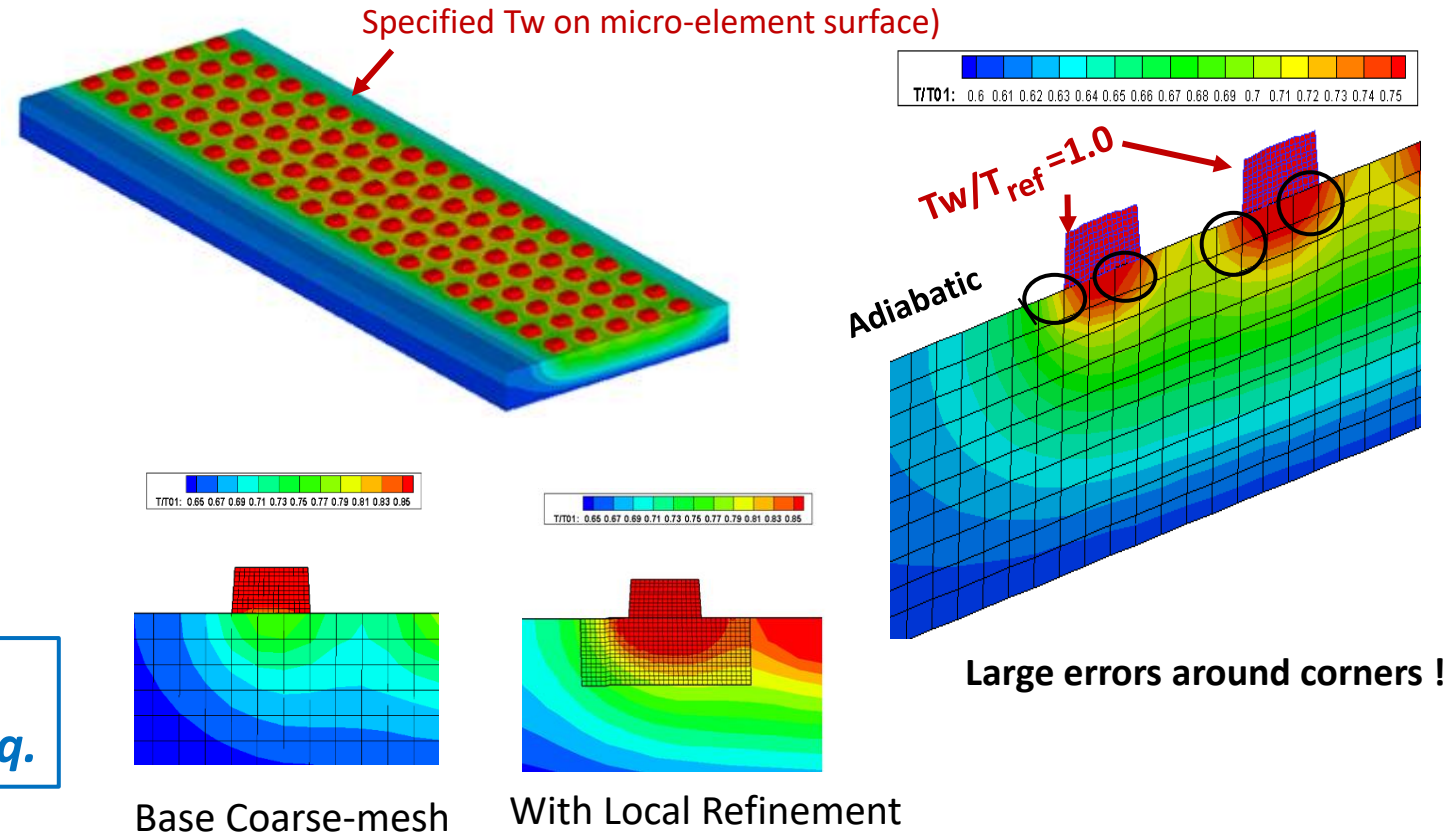 Specified Tw on micro-element surface)
T/T01: 0.6 0.61 0.62 0.63 0.64 0.65 0.66 0.67 0.68 0.69 0.7 0.71 0.72 0.73 0.74 0.75
Tw/Tref=1.0
Adiabatic
T/T01: 0.65 0.67 0.69 0.71 0.73 0.75 0.77 0.79 0.81 0.83 0.85
T/T01: 0.65 0.67 0.69 0.71 0.73 0.75 0.77 0.79 0.81 0.83 0.85
Large errors around corners !
q.
Base Coarse-mesh
With Local Refinement